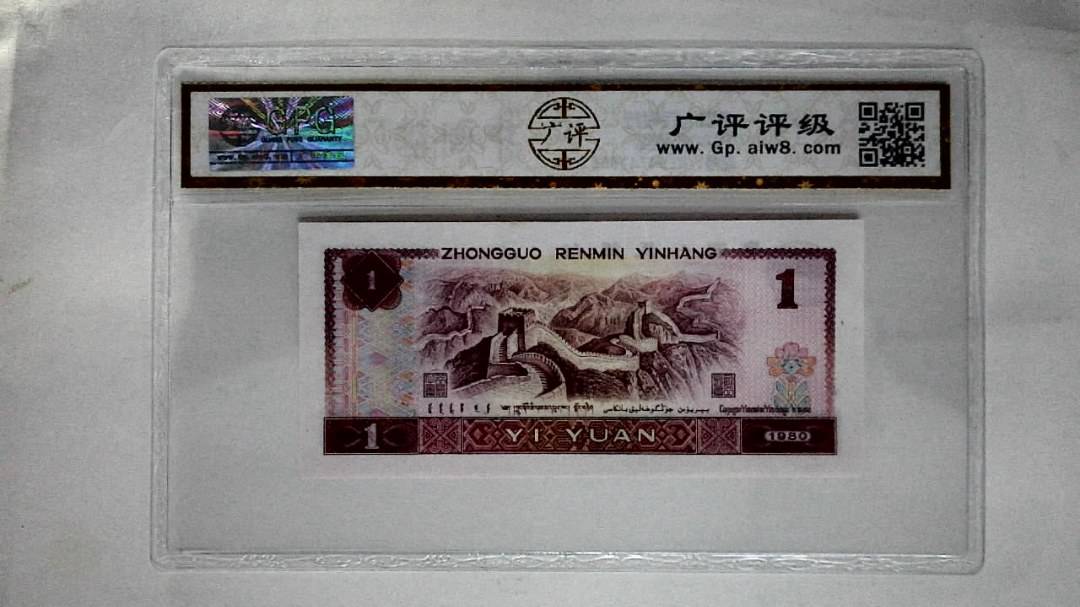 GPG
广评
广评评级
www.Gp.aiw8.com
ZHONGGUO RENMIN YINHANG
1
1
1
YI YUAN
1980